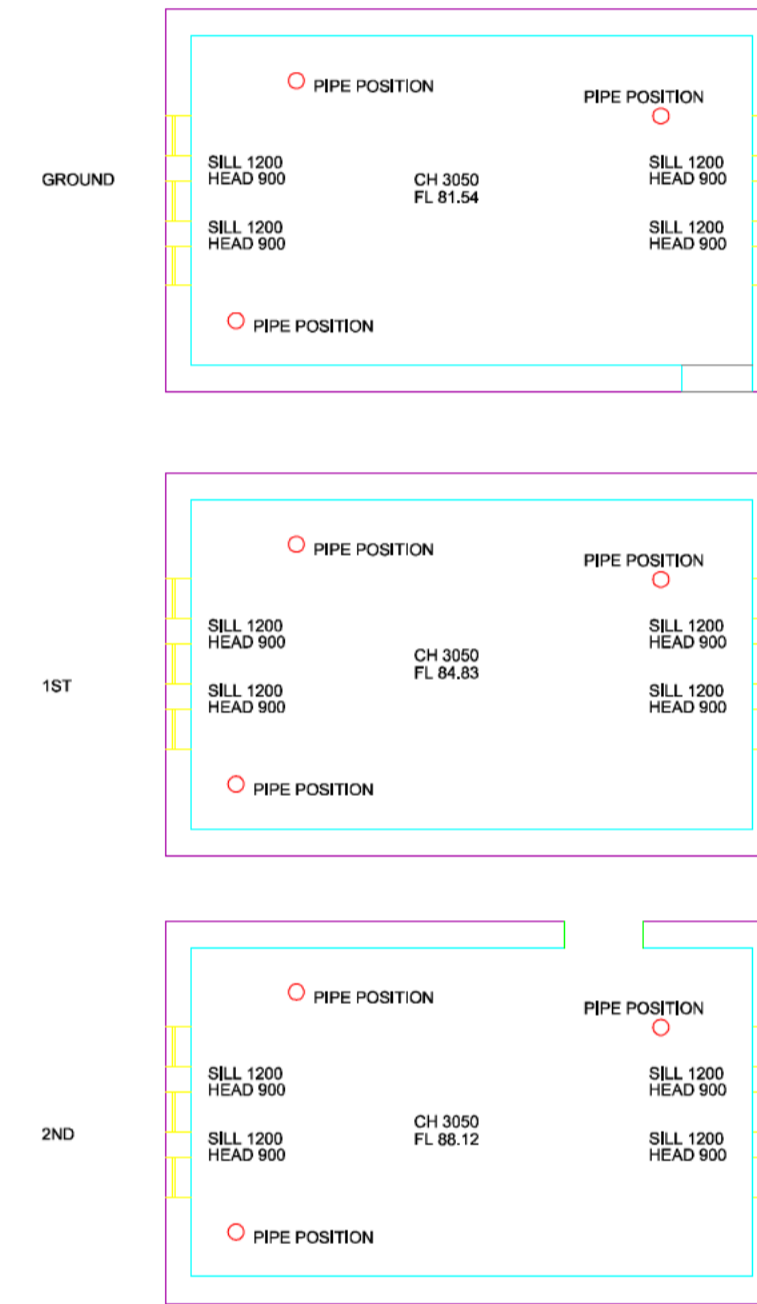 PIPE POSITION
PIPE POSITION
GROUND
SILL 1200
HEAD 900
CH 3050
FL 81.54
SILL 1200
HEAD 900
SILL 1200
HEAD 900
SILL 1200
HEAD 900
PIPE POSITION
PIPE POSITION
PIPE POSITION
1ST
SILL 1200
HEAD 900
CH 3050
FL 84.83
SILL 1200
HEAD 900
SILL 1200
HEAD 900
SILL 1200
HEAD 900
PIPE POSITION
PIPE POSITION
PIPE POSITION
2ND
SILL 1200
HEAD 900
CH 3050
FL 88.12
SILL 1200
HEAD 900
SILL 1200
HEAD 900
SILL 1200
HEAD 900
PIPE POSITION